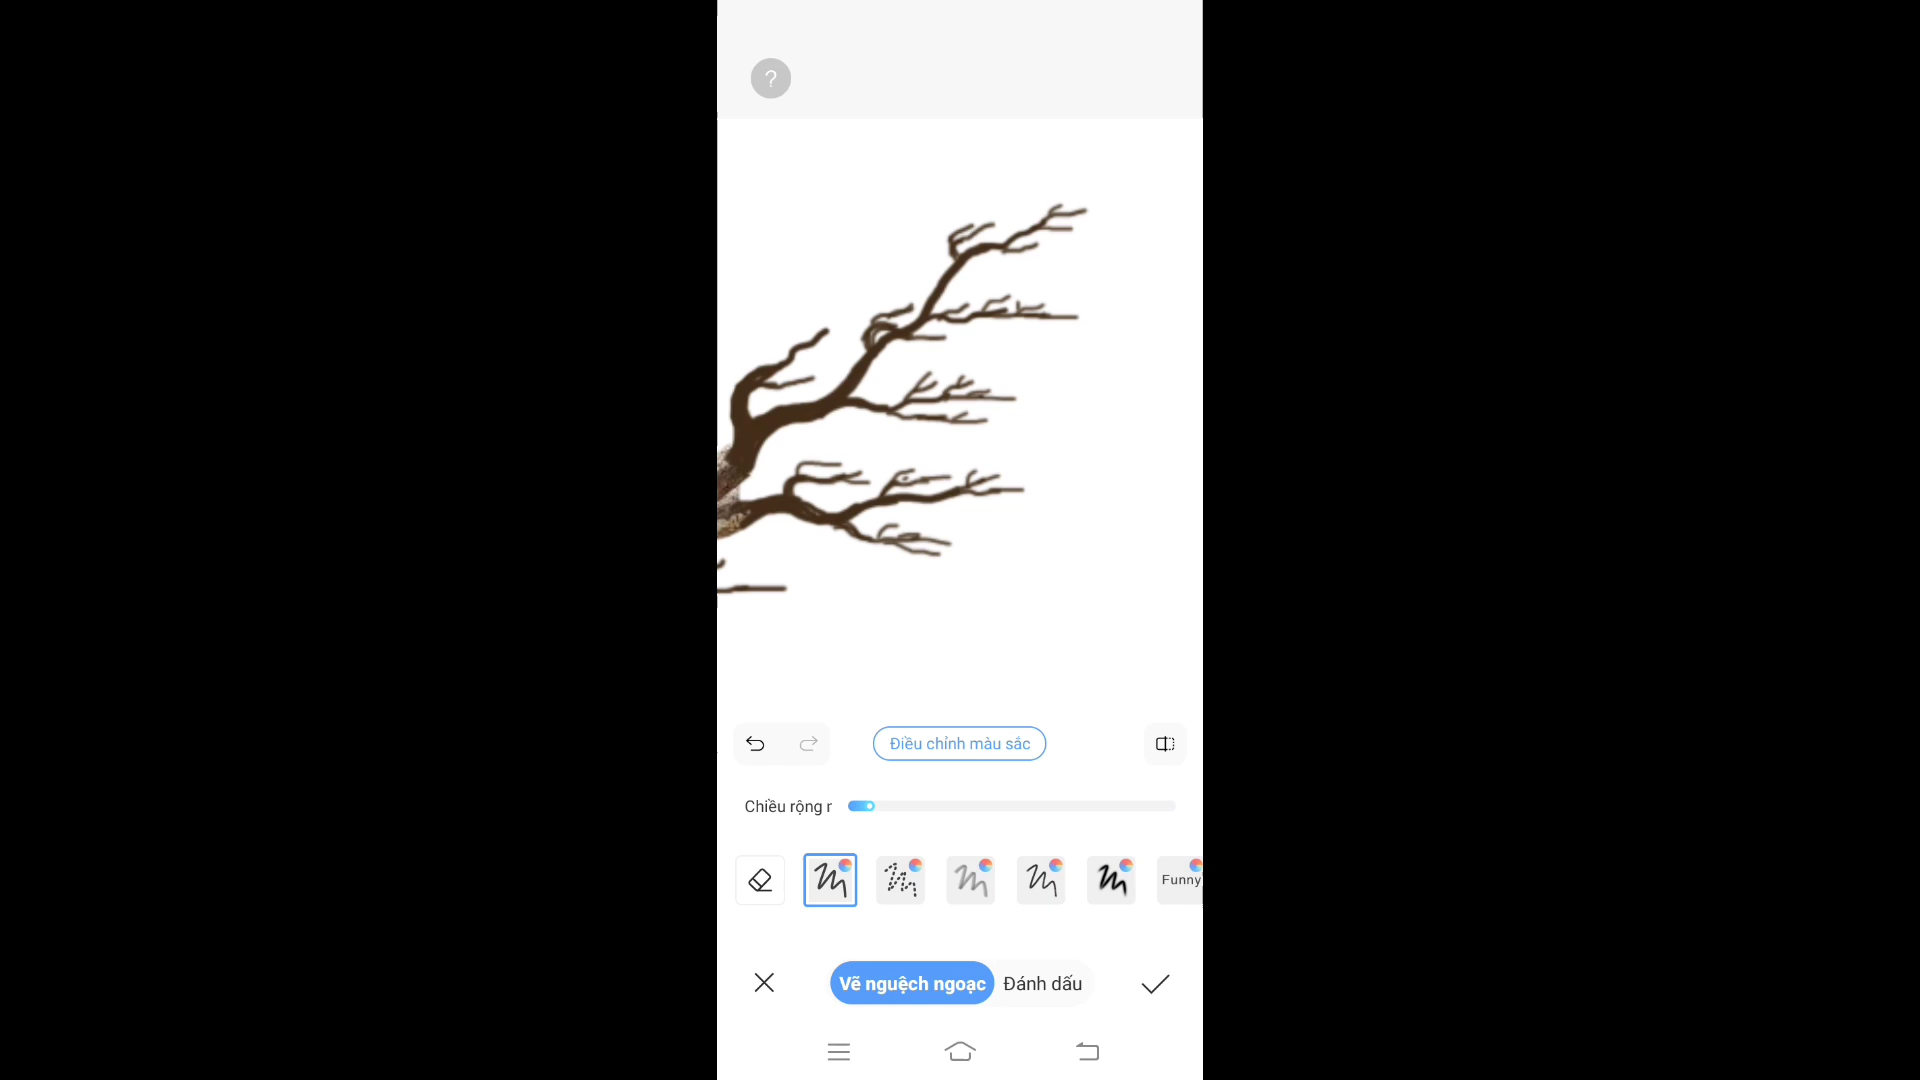 ?
Điều chỉnh màu sắc
Chiều rộng r
Funny
Vẽ nguệch ngoạc
Đánh dấu